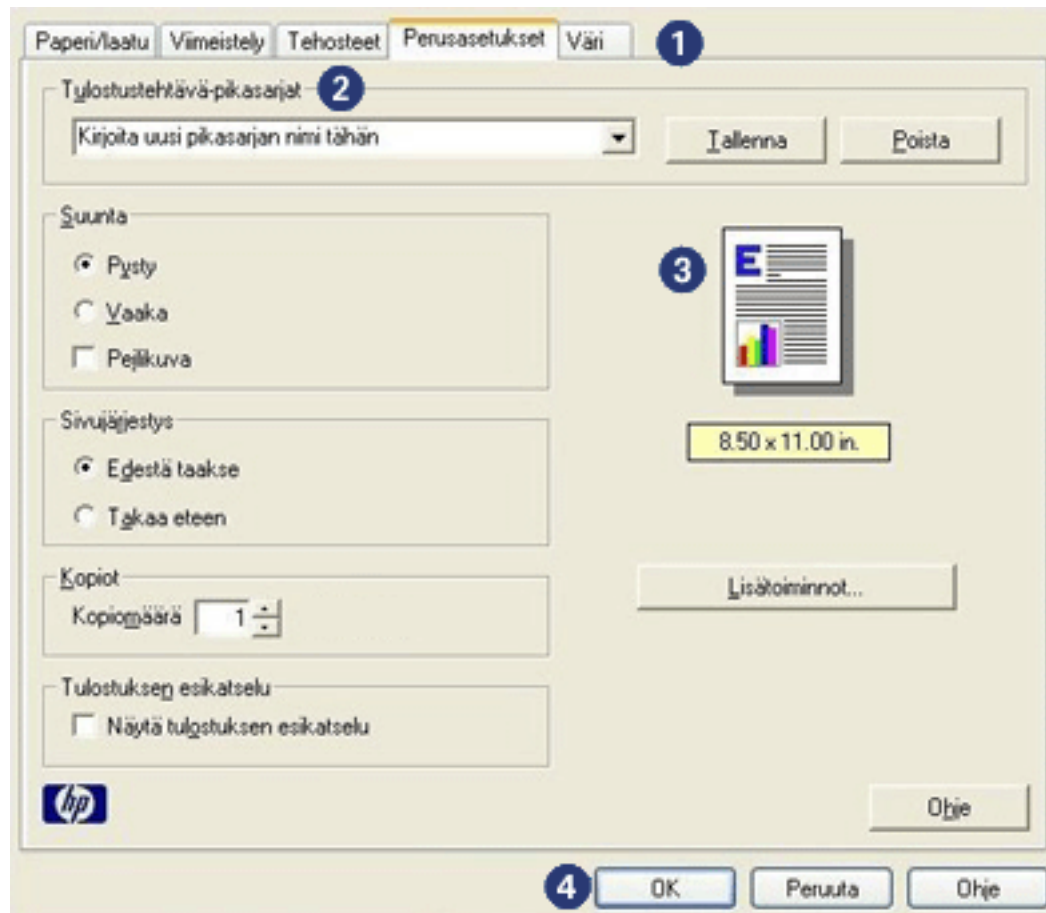 Paperi/laatu Viimeistely Tehosteet Perusasetukset Väri 1
Tulostustehtävä-pikasarjat 2
Kirjoita uusi pikasarjan nimi tähän Tallenna Poista
Suunta
Pysty
Vaaka
Peilikuva
3
E
8.50 x 11.00 in.
Sivujärjestys
Edestä taakse
Takaa eteen
Kopiot
Kopiomäärä 1
Lisätoiminnot...
Tulostuksen esikatselu
Näytä tulostuksen esikatselu
hp
Ohje
4 OK Peruuta Ohje